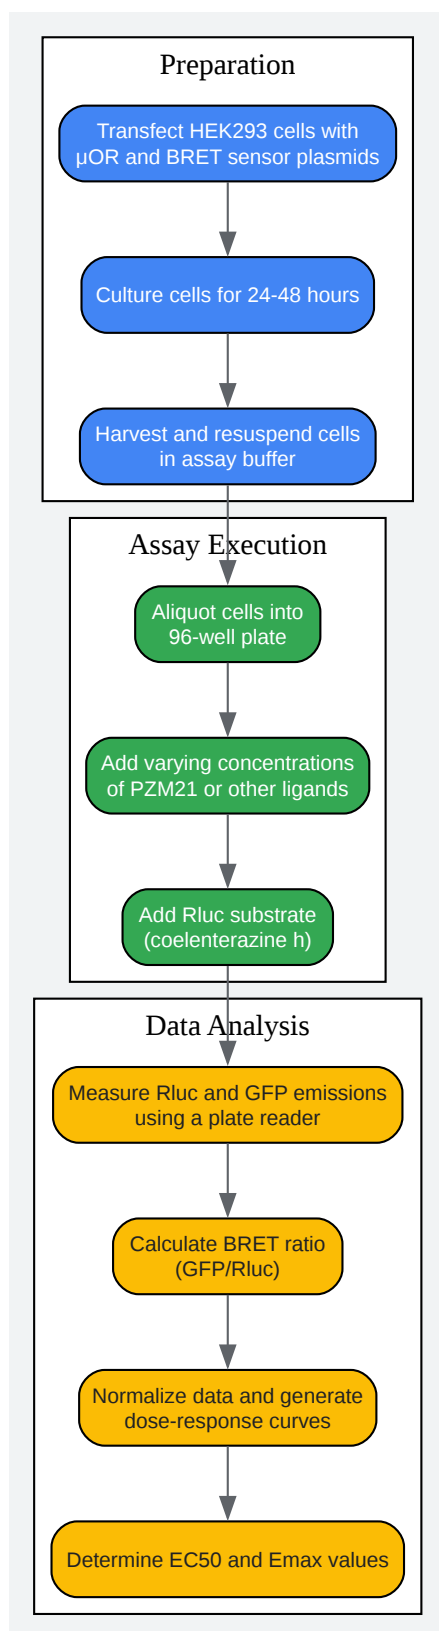 Preparation
Transfect HEK293 cells with
μOR and BRET sensor plasmids
Culture cells for 24-48 hours
Harvest and resuspend cells
in assay buffer
Assay Execution
Aliquot cells into
96-well plate
Add varying concentrations
of PZM21 or other ligands
Add Rluc substrate
(coelenterazine h)
Data Analysis
Measure Rluc and GFP emissions
using a plate reader
Calculate BRET ratio
(GFP/Rluc)
Normalize data and generate
dose-response curves
Determine EC50 and Emax values